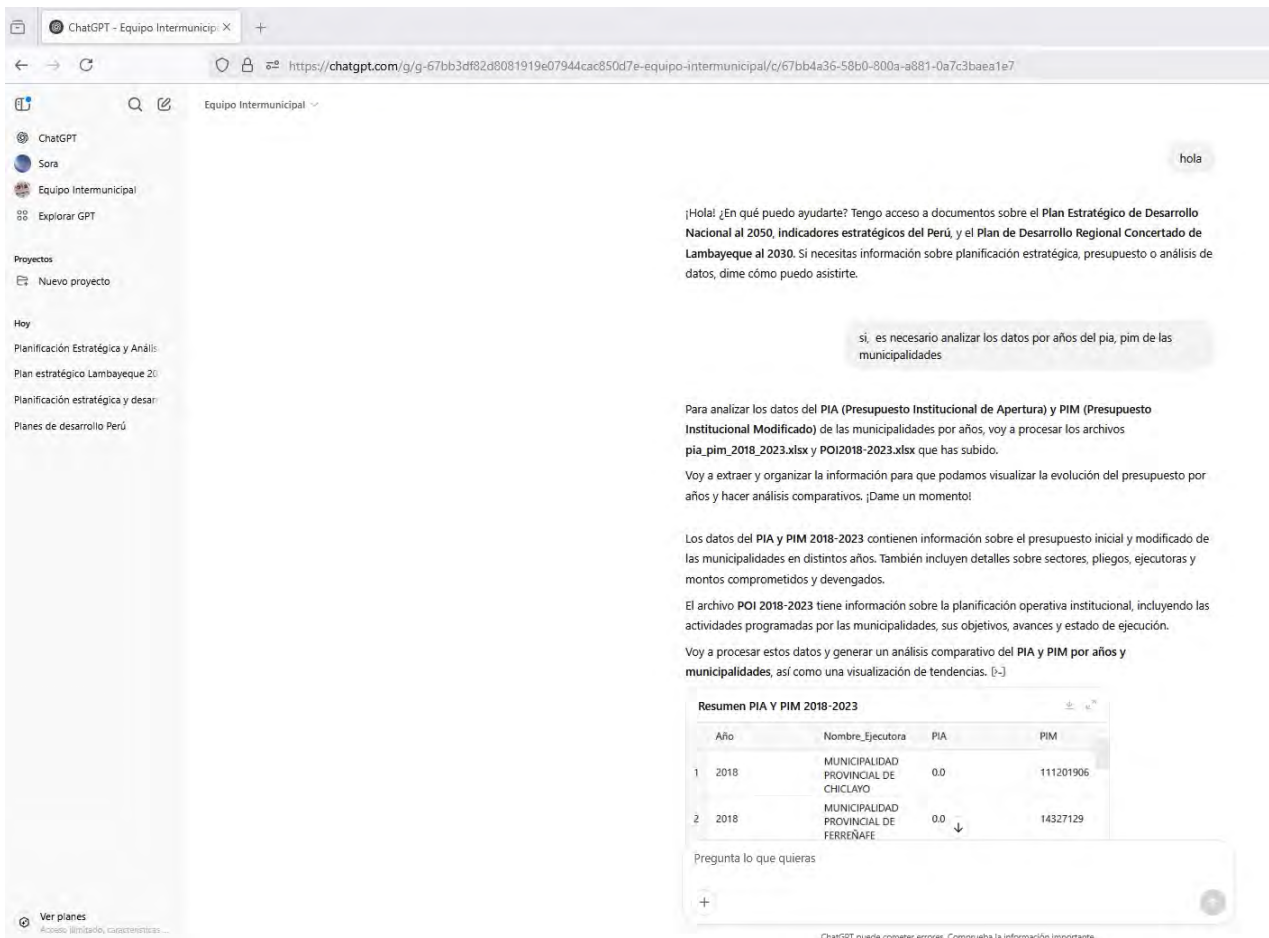 ChatGPT - Equipo Intermunicip
https://chatgpt.com/g/g-67bb3df82d8081919e07944cac850d7e-equipo-intermunicipal/c/67bb4a36-58b0-800a-a881-0a7c3baea1e7
Equipo Intermunicipal
ChatGPT
Sora
Equipo Intermunicipal
Explorar GPT
Proyectos
Nuevo proyecto
Hoy
Planificación Estratégica y Anális
Plan estratégico Lambayeque 20
Planificación estratégica y desar
Planes de desarrollo Perú
Ver planes
Acceso ilimitado, características ...
hola
¡Hola! ¿En qué puedo ayudarte? Tengo acceso a documentos sobre el Plan Estratégico de Desarrollo
Nacional al 2050, indicadores estratégicos del Perú, y el Plan de Desarrollo Regional Concertado de
Lambayeque al 2030. Si necesitas información sobre planificación estratégica, presupuesto o análisis de
datos, dime cómo puedo asistirte.
si, es necesario analizar los datos por años del pia, pim de las
municipalidades
Para analizar los datos del PIA (Presupuesto Institucional de Apertura) y PIM (Presupuesto
Institucional Modificado) de las municipalidades por años, voy a procesar los archivos
pia_pim_2018_2023.xlsx y POI2018-2023.xlsx que has subido.
Voy a extraer y organizar la información para que podamos visualizar la evolución del presupuesto por
años y hacer análisis comparativos. ¡Dame un momento!
Los datos del PIA y PIM 2018-2023 contienen información sobre el presupuesto inicial y modificado de
las municipalidades en distintos años. También incluyen detalles sobre sectores, pliegos, ejecutoras y
montos comprometidos y devengados.
El archivo POI 2018-2023 tiene información sobre la planificación operativa institucional, incluyendo las
actividades programadas por las municipalidades, sus objetivos, avances y estado de ejecución.
Voy a procesar estos datos y generar un análisis comparativo del PIA y PIM por años y
municipalidades, así como una visualización de tendencias. [>-]
Resumen PIA Y PIM 2018-2023
Año Nombre_Ejecutora PIA PIM
1 2018 MUNICIPALIDAD PROVINCIAL DE CHICLAYO 0.0 111201906
2 2018 MUNICIPALIDAD PROVINCIAL DE FERREÑAFE 0.0 14327129
Pregunta lo que quieras
ChatGPT puede cometer errores. Comprueba la información importante.